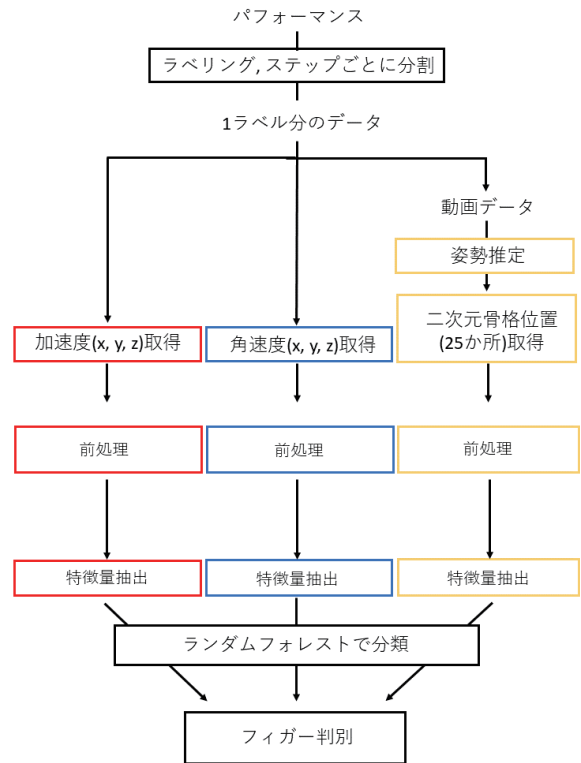 パフォーマンス
ラベリング, ステップごとに分割
1ラベル分のデータ
動画データ
姿勢推定
加速度(x, y, z)取得
角速度(x, y, z)取得
二次元骨格位置
(25か所)取得
前処理
前処理
前処理
特徴量抽出
特徴量抽出
特徴量抽出
ランダムフォレストで分類
フィガー判別